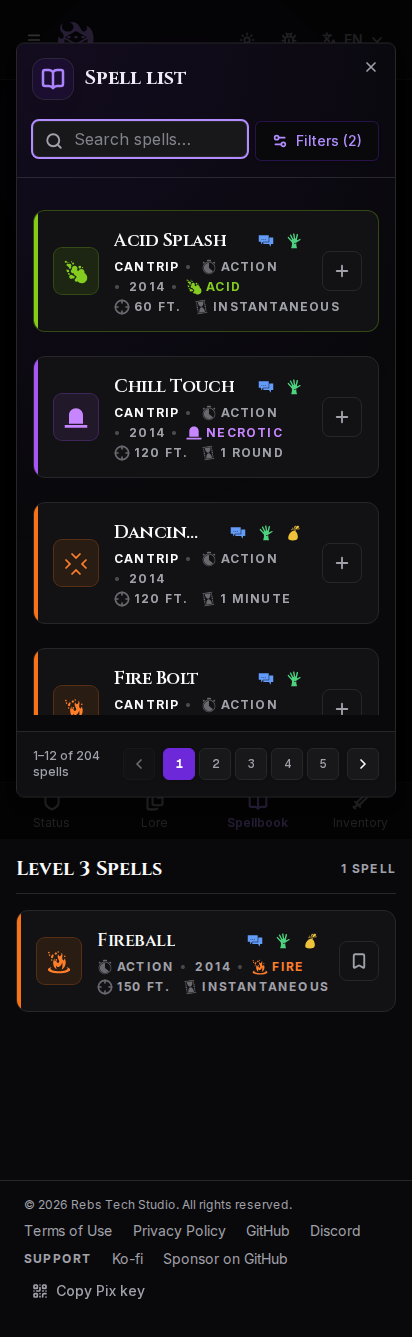 EN
Spell list
Search spells…
Filters (2)
Acid Splash
CANTRIP • ACTION
• 2014 • ACID
60 FT. INSTANTANEOUS
Chill Touch
CANTRIP • ACTION
• 2014 • NECROTIC
120 FT. 1 ROUND
Dancin…
CANTRIP • ACTION
• 2014
120 FT. 1 MINUTE
Fire Bolt
CANTRIP • ACTION
1–12 of 204
spells
1 2 3 4 5
Status Lore Spellbook Inventory
Level 3 Spells 1 SPELL
Fireball
ACTION • 2014 • FIRE
150 FT. INSTANTANEOUS
© 2026 Rebs Tech Studio. All rights reserved.
Terms of Use Privacy Policy GitHub Discord
SUPPORT Ko-fi Sponsor on GitHub
Copy Pix key